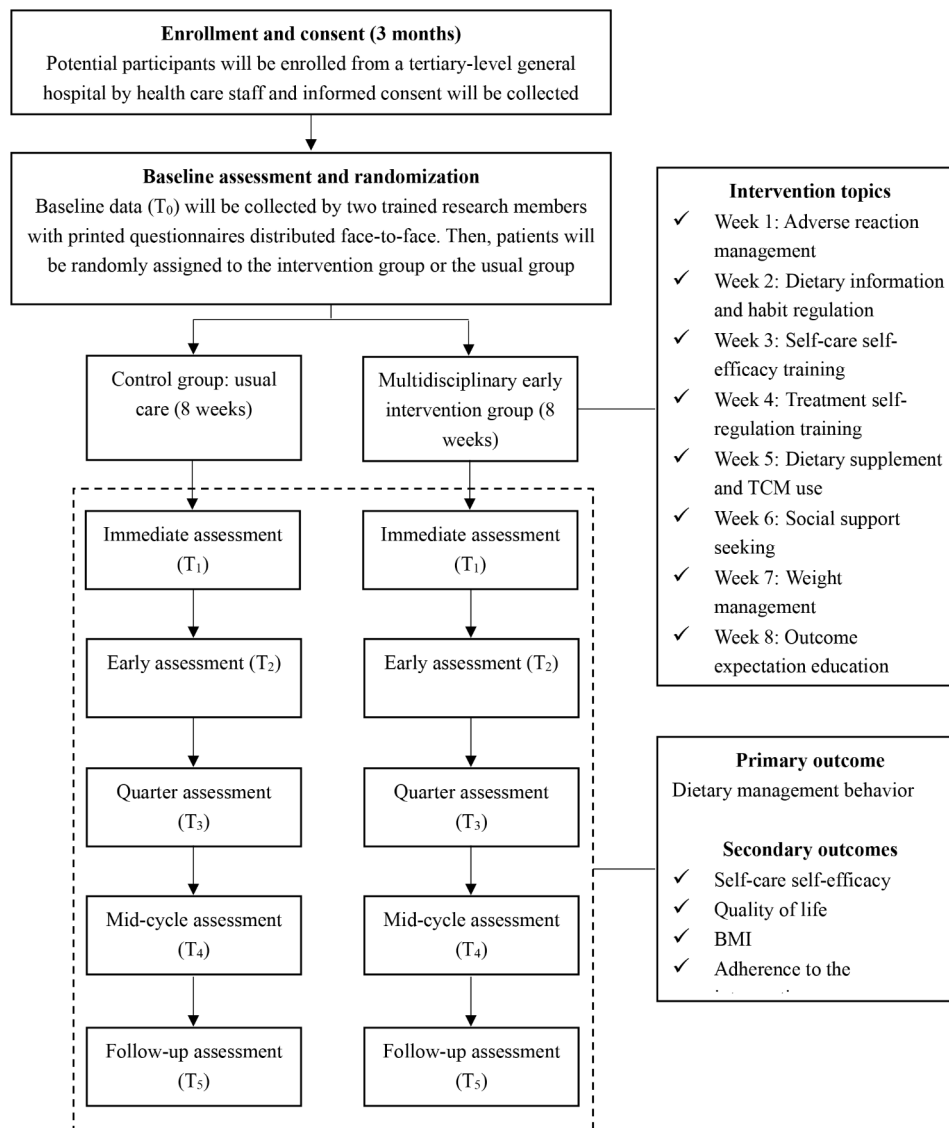 Enrollment and consent (3 months)
Potential participants will be enrolled from a tertiary-level general
hospital by health care staff and informed consent will be collected
Baseline assessment and randomization
Baseline data (T₀) will be collected by two trained research members
with printed questionnaires distributed face-to-face. Then, patients will
be randomly assigned to the intervention group or the usual group
Control group: usual
care (8 weeks)
Multidisciplinary early
intervention group (8
weeks)
Immediate assessment
(T₁)
Early assessment (T₂)
Quarter assessment
(T₃)
Mid-cycle assessment
(T₄)
Follow-up assessment
(T₅)
Immediate assessment
(T₁)
Early assessment (T₂)
Quarter assessment
(T₃)
Mid-cycle assessment
(T₄)
Follow-up assessment
(T₅)
Intervention topics
✓ Week 1: Adverse reaction
management
✓ Week 2: Dietary information
and habit regulation
✓ Week 3: Self-care self-
efficacy training
✓ Week 4: Treatment self-
regulation training
✓ Week 5: Dietary supplement
and TCM use
✓ Week 6: Social support
seeking
✓ Week 7: Weight
management
✓ Week 8: Outcome
expectation education
Primary outcome
Dietary management behavior
Secondary outcomes
✓ Self-care self-efficacy
✓ Quality of life
✓ BMI
✓ Adherence to the